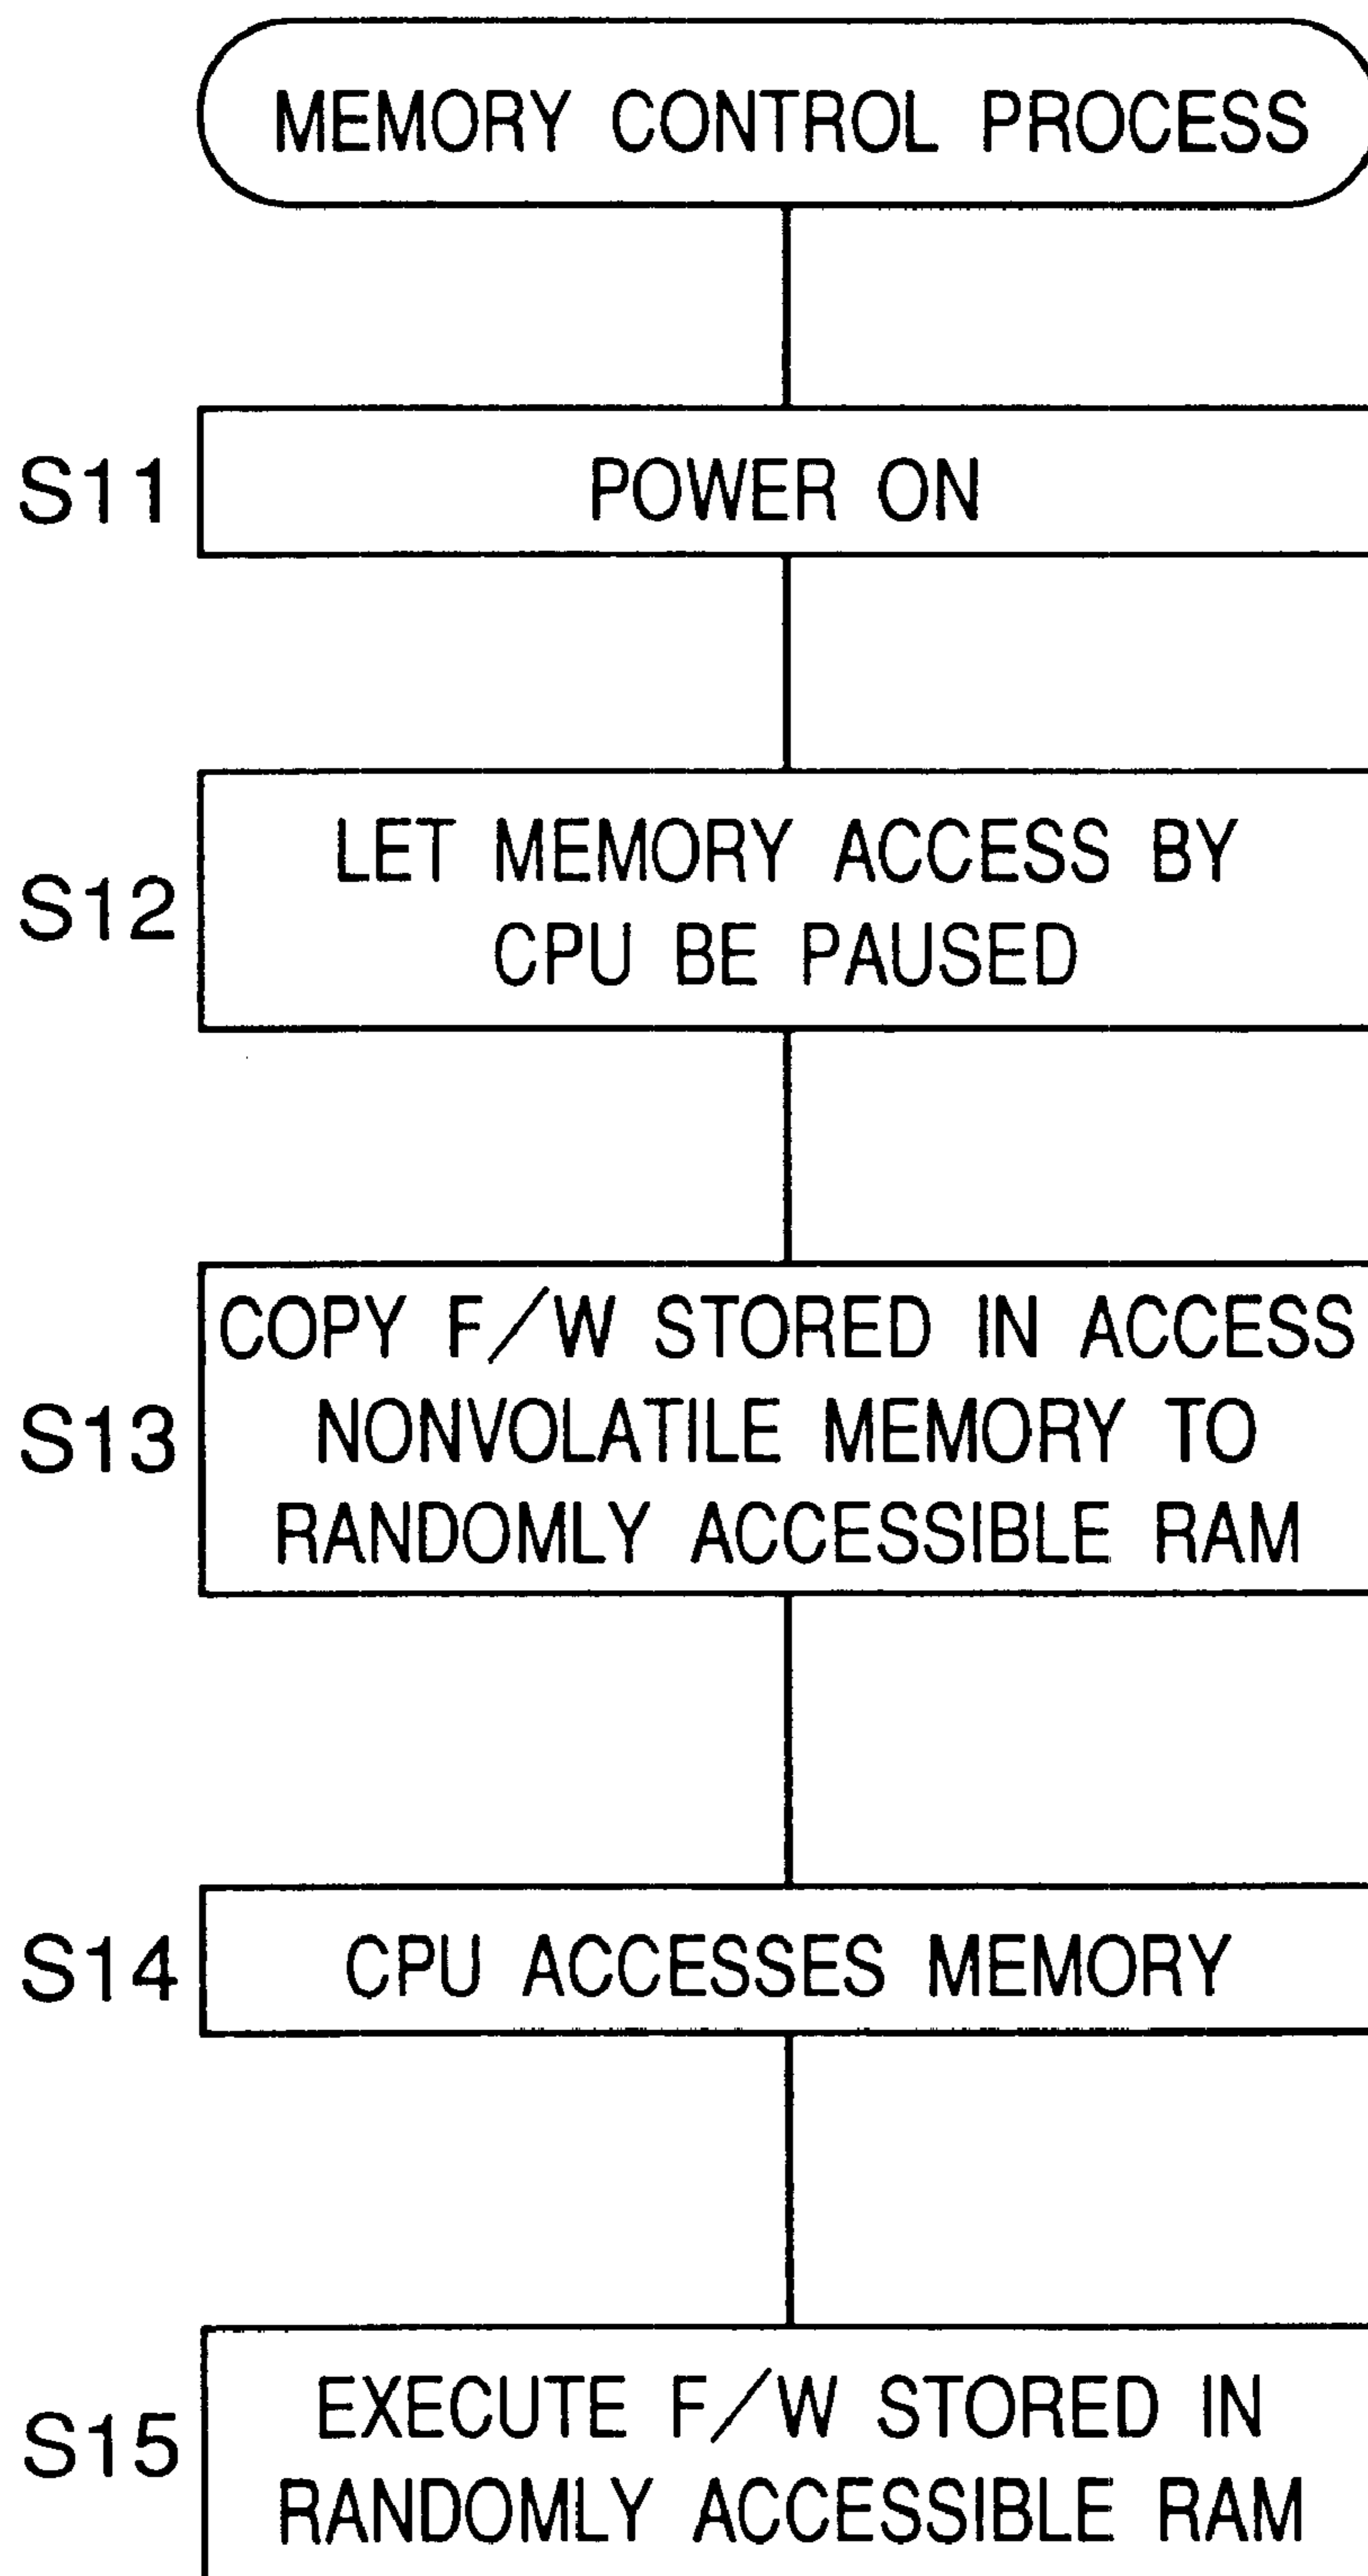 MEMORY CONTROL PROCESS
S11
POWER ON
S12
LET MEMORY ACCESS BY
CPU BE PAUSED
S13
COPY F/W STORED IN ACCESS
NONVOLATILE MEMORY TO
RANDOMLY ACCESSIBLE RAM
S14
CPU ACCESSES MEMORY
S15
EXECUTE F/W STORED IN
RANDOMLY ACCESSIBLE RAM